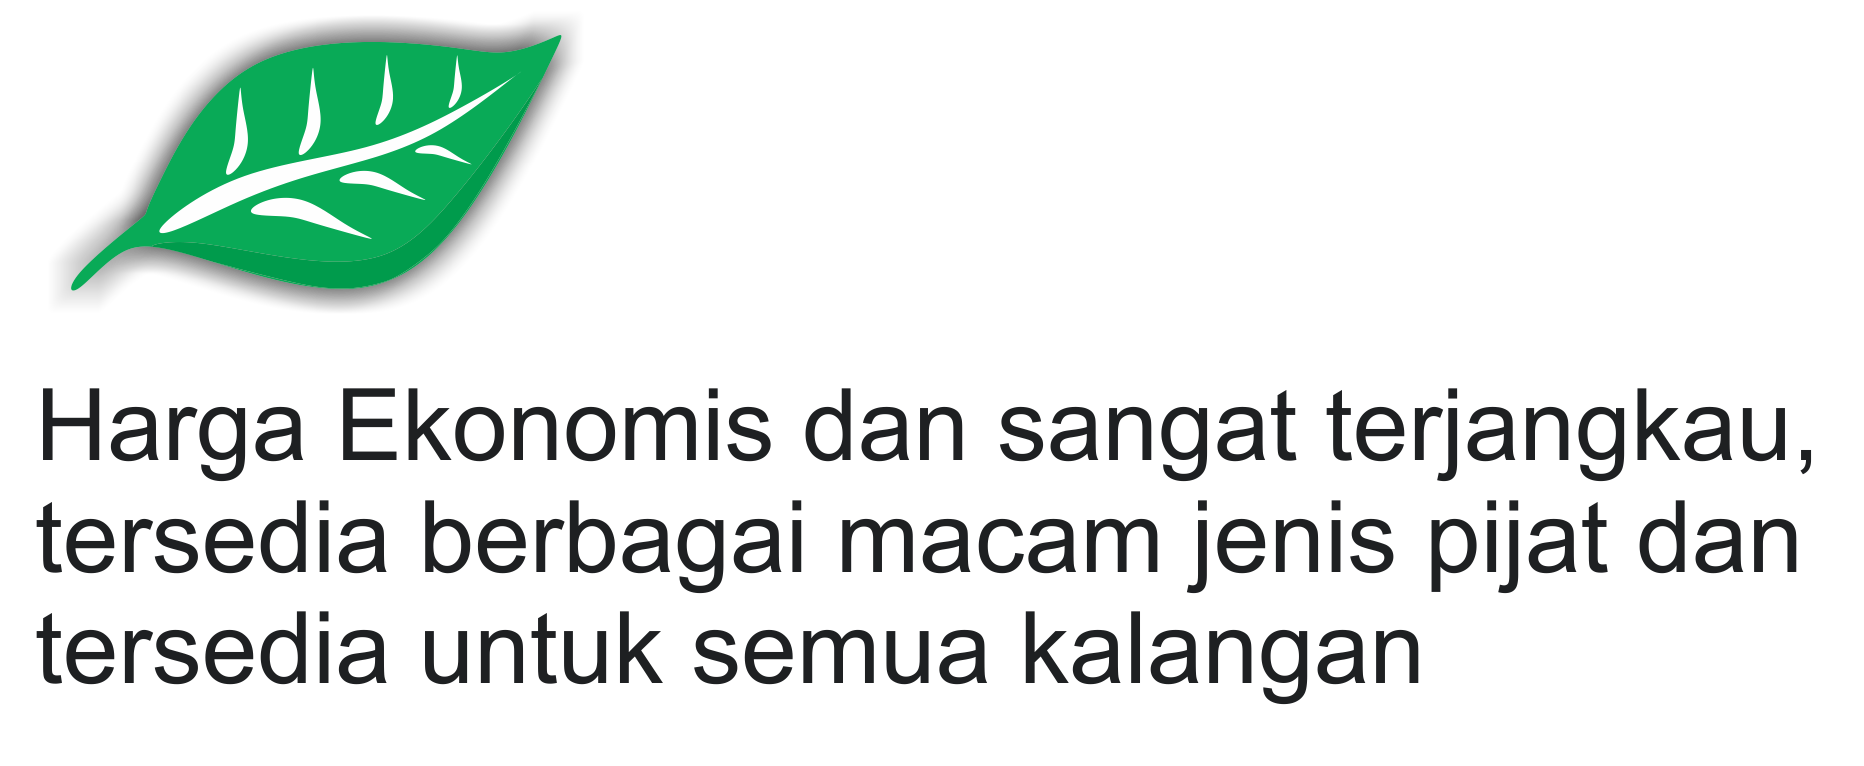 Harga Ekonomis dan sangat terjangkau,
tersedia berbagai macam jenis pijat dan
tersedia untuk semua kalangan